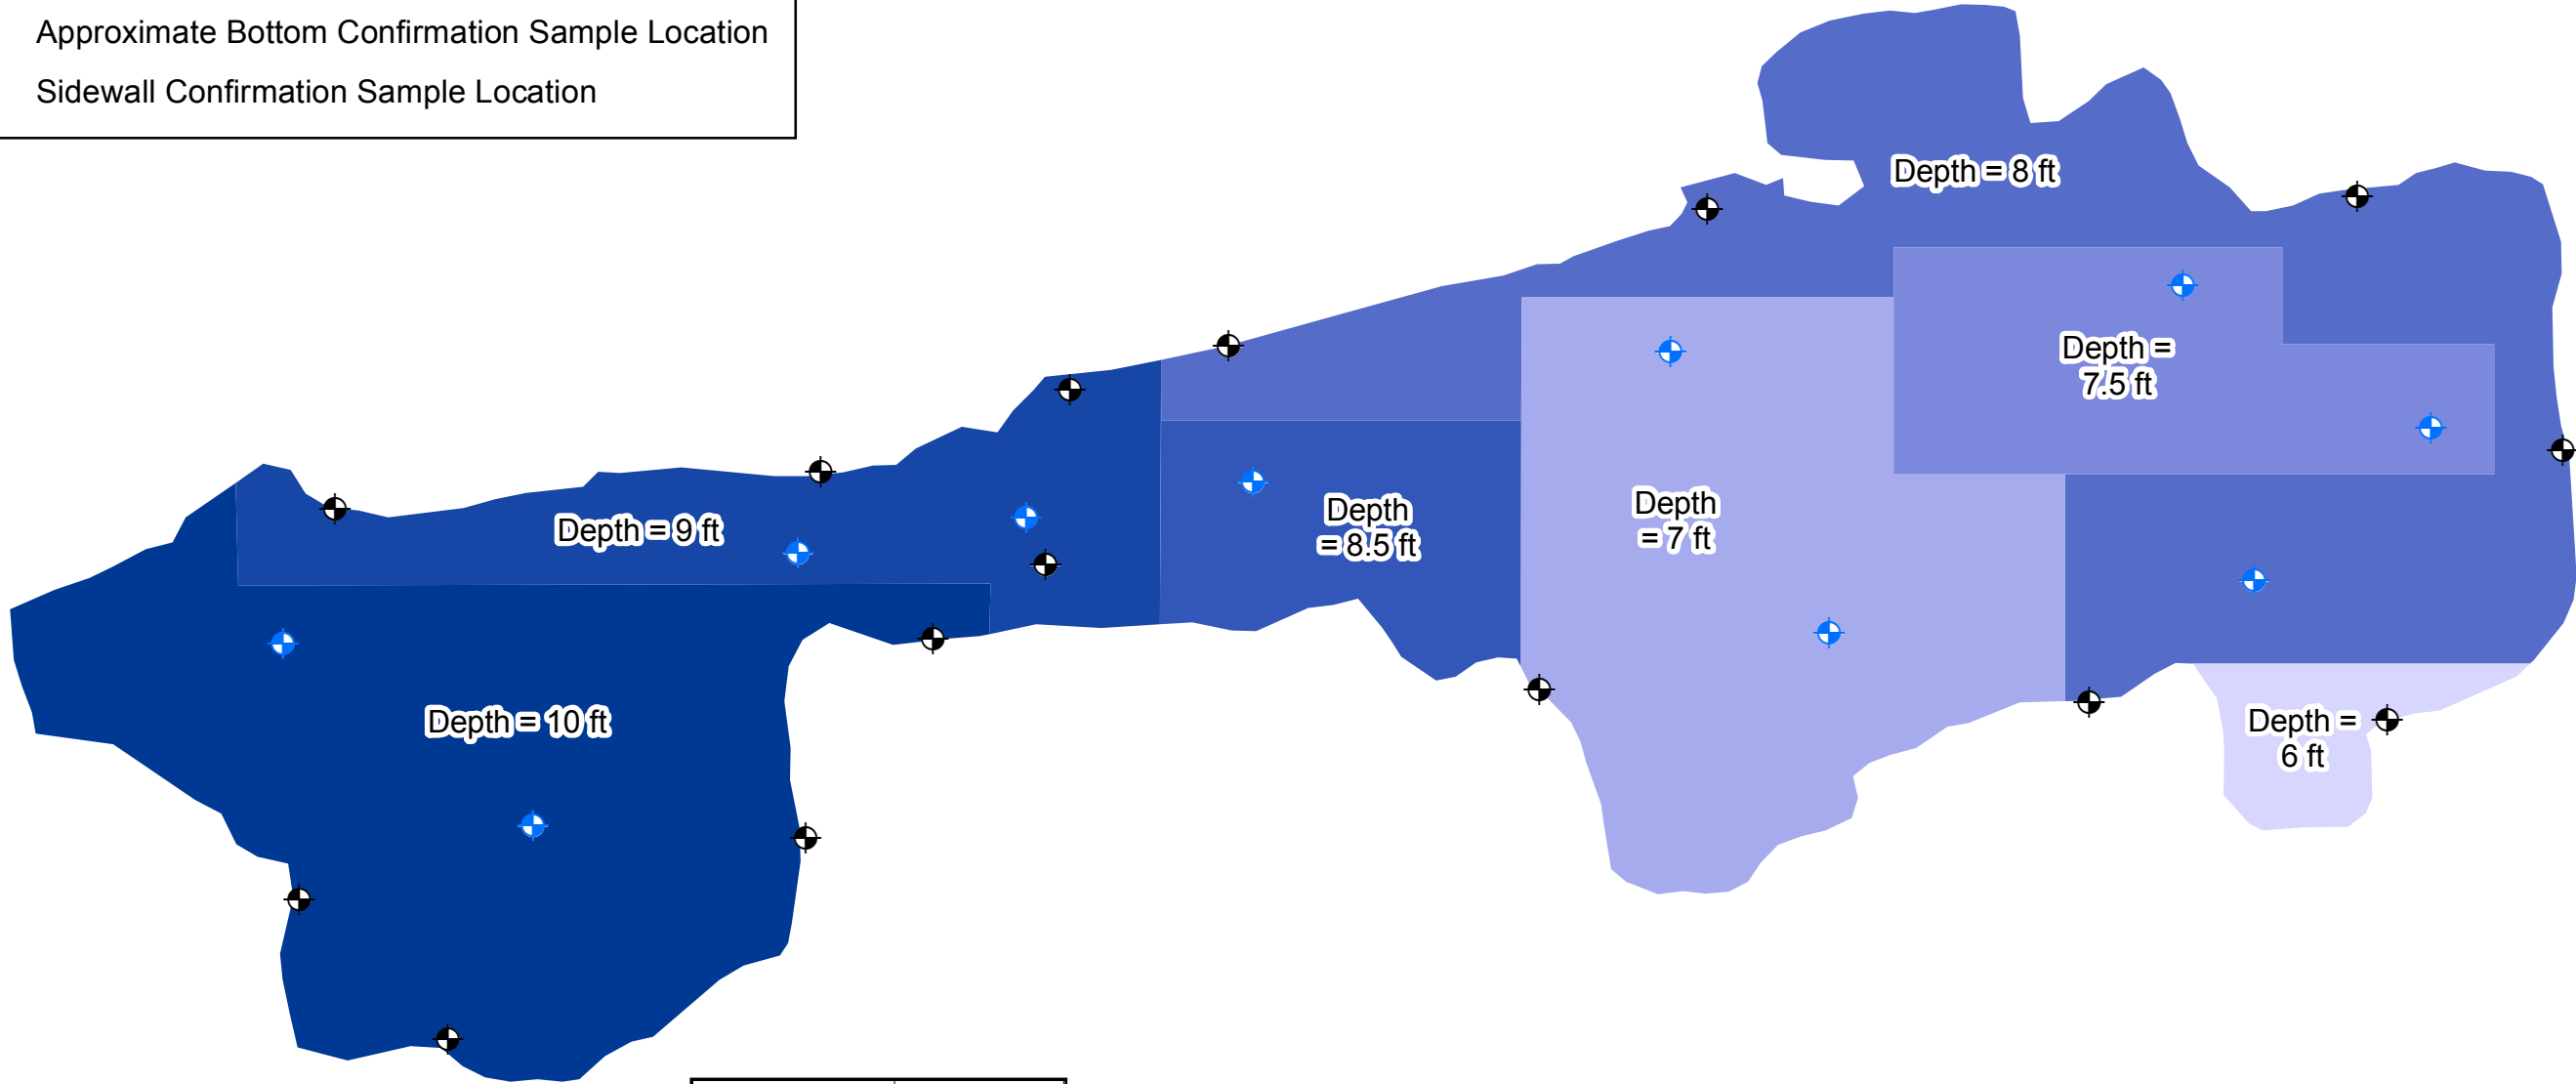 Approximate Bottom Confirmation Sample Location
Sidewall Confirmation Sample Location
Depth = 8 ft
Depth =
7.5 ft
Depth = 9 ft
Depth
= 8.5 ft
Depth
= 7 ft
Depth = 10 ft
Depth =
6 ft